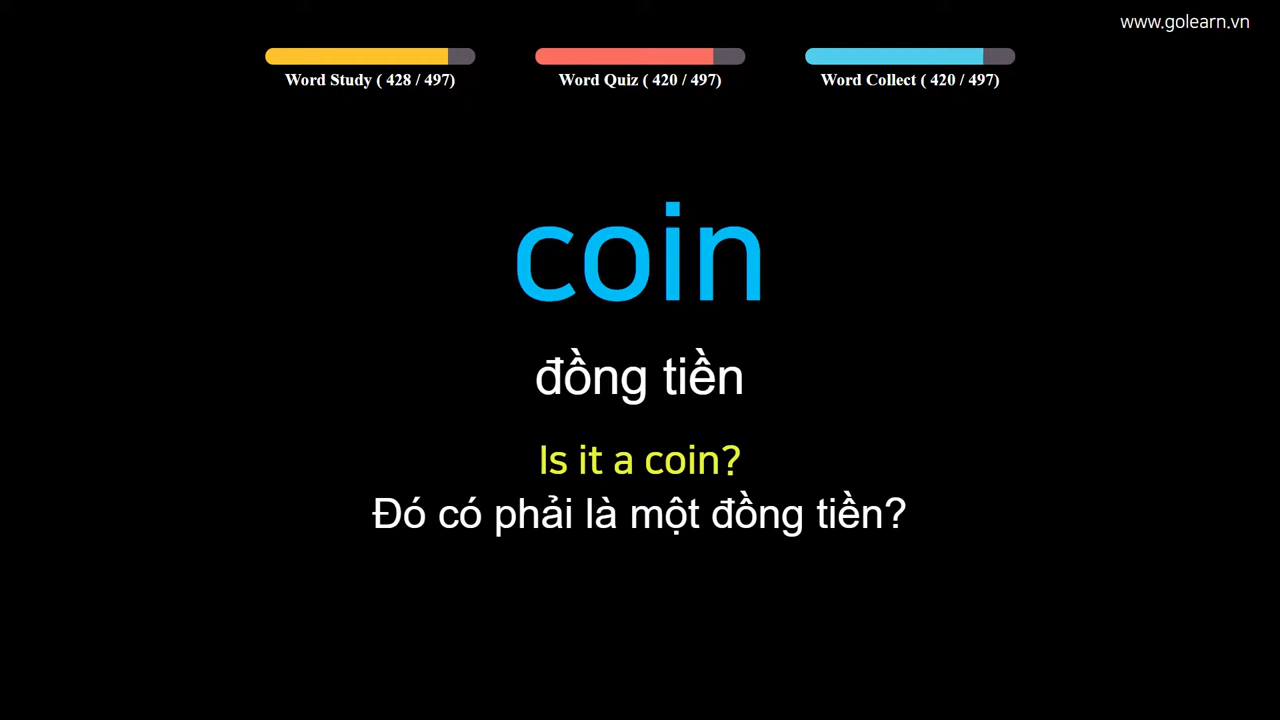 www.golearn.vn
Word Study ( 428 / 497)
Word Quiz ( 420 / 497)
Word Collect ( 420 / 497)
coin
đồng tiền
Is it a coin?
Đó có phải là một đồng tiền?